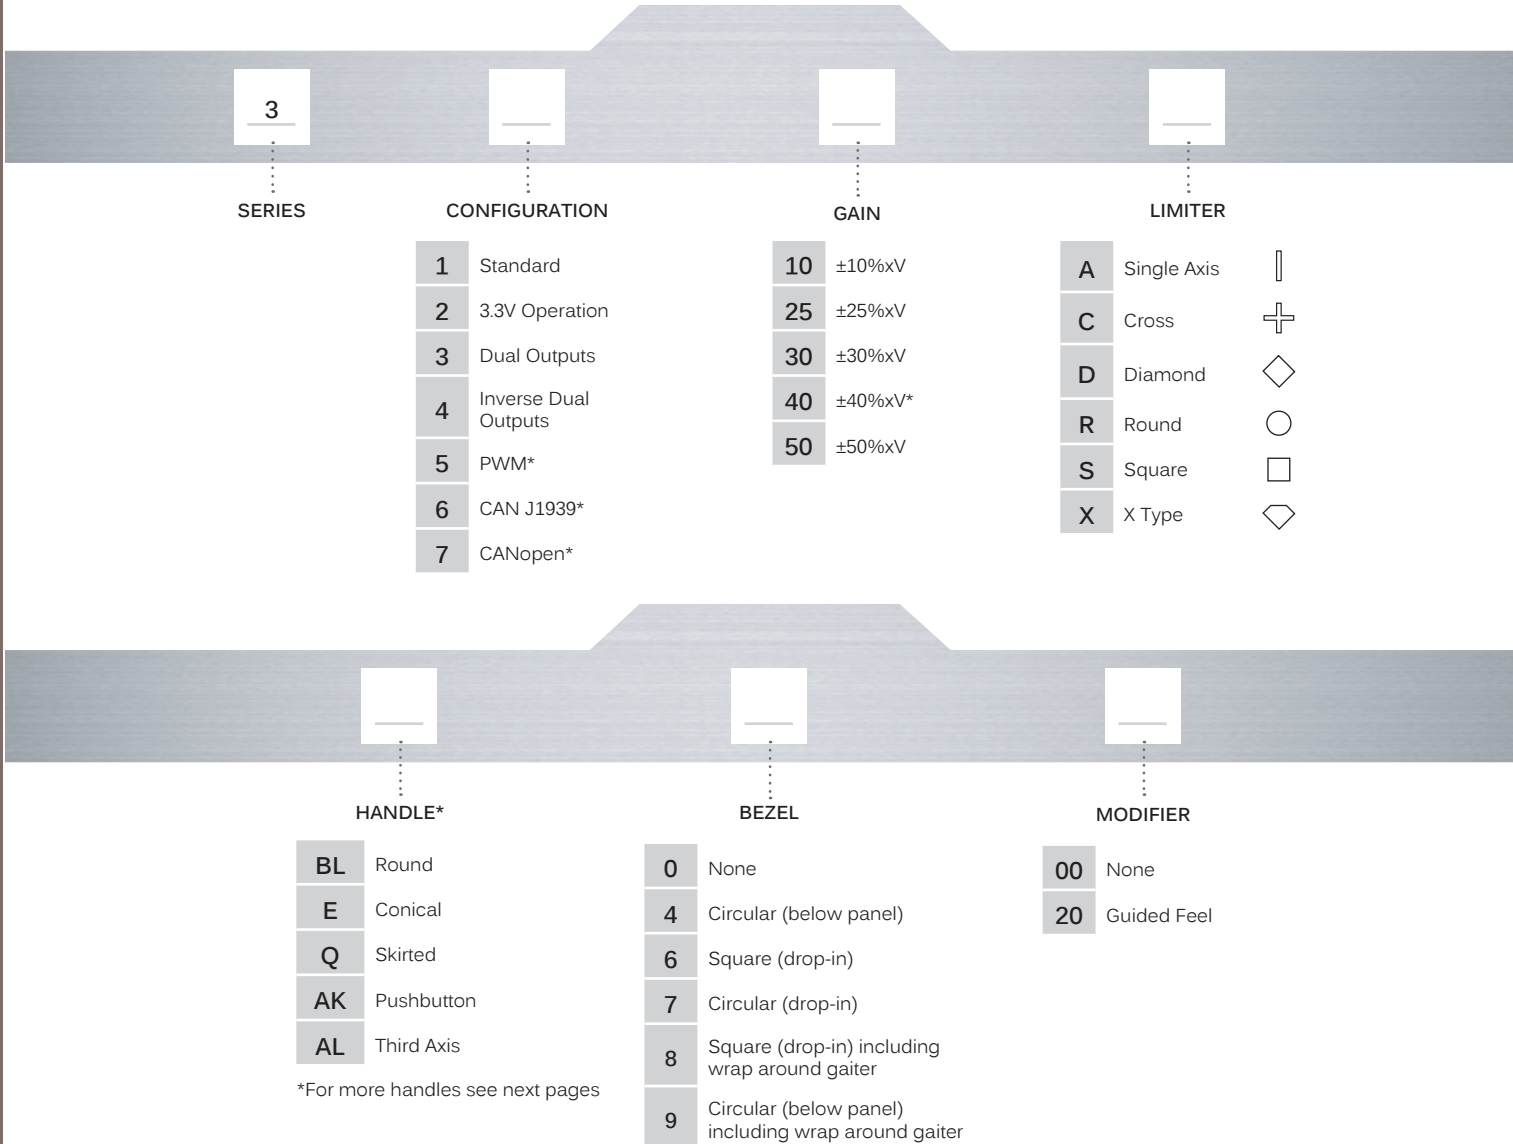 3
SERIES
CONFIGURATION
1 Standard
2 3.3V Operation
3 Dual Outputs
4 Inverse Dual
Outputs
5 PWM*
6 CAN J1939*
7 CANopen*
GAIN
10 ±10%xV
25 ±25%xV
30 ±30%xV
40 ±40%xV*
50 ±50%xV
LIMITER
A Single Axis
C Cross
D Diamond
R Round
S Square
X X Type
HANDLE*
BL Round
E Conical
Q Skirted
AK Pushbutton
AL Third Axis
*For more handles see next pages
BEZEL
0 None
4 Circular (below panel)
6 Square (drop-in)
7 Circular (drop-in)
8 Square (drop-in) including
wrap around gaiter
9 Circular (below panel)
including wrap around gaiter
MODIFIER
00 None
20 Guided Feel